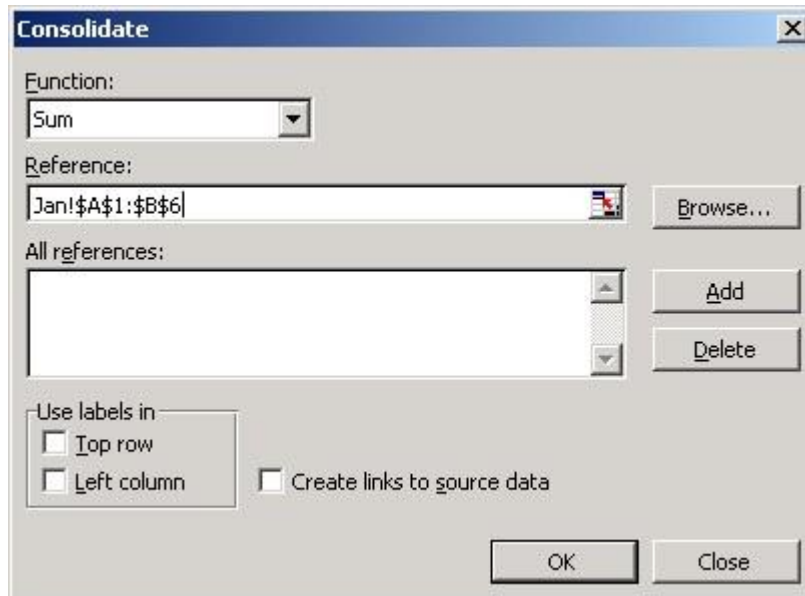 Consolidate
Function:
Sum
Reference:
Jan!$A$1:$B$6
Browse...
All references:
Add
Delete
Use labels in
Top row
Left column
Create links to source data
OK
Close